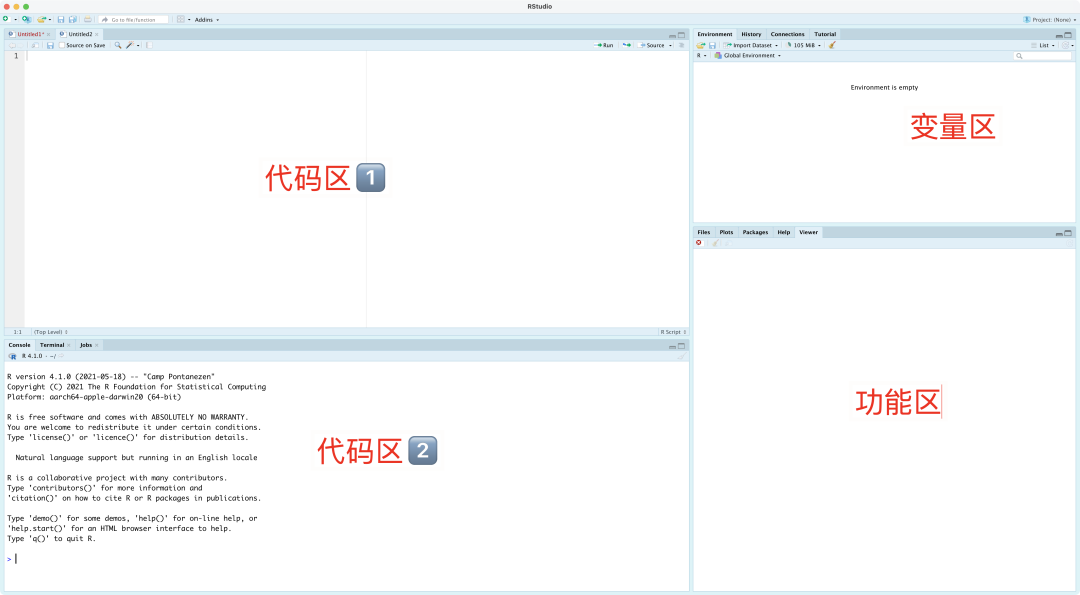 RStudio
Go to file/function
Addins
Project: (None)
Untitled1*
Untitled2
Source on Save
Run
Source
1
代码区1
1:1
(Top Level)
R Script
Console
Terminal
Jobs
R 4.1.0 · ~/
R version 4.1.0 (2021-05-18) -- "Camp Pontanezen"
Copyright (C) 2021 The R Foundation for Statistical Computing
Platform: aarch64-apple-darwin20 (64-bit)
R is free software and comes with ABSOLUTELY NO WARRANTY.
You are welcome to redistribute it under certain conditions.
Type 'license()' or 'licence()' for distribution details.
Natural language support but running in an English locale
R is a collaborative project with many contributors.
Type 'contributors()' for more information and
'citation()' on how to cite R or R packages in publications.
Type 'demo()' for some demos, 'help()' for on-line help, or
'help.start()' for an HTML browser interface to help.
Type 'q()' to quit R.
>
代码区2
Environment
History
Connections
Tutorial
Import Dataset
105 MiB
List
R
Global Environment
Environment is empty
变量区
Files
Plots
Packages
Help
Viewer
功能区